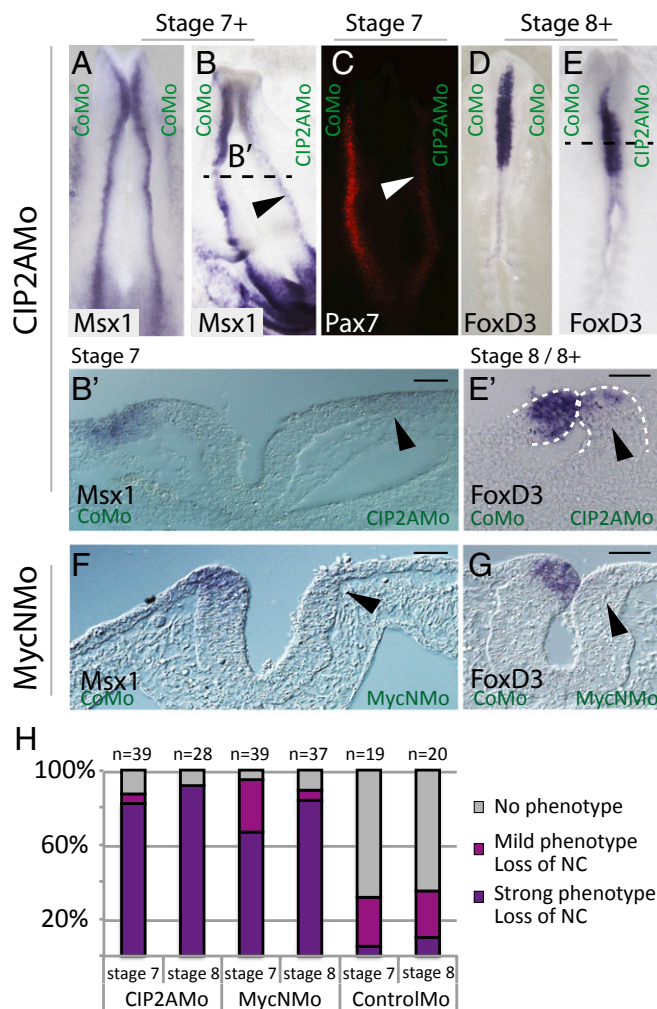 Stage 7+ Stage 7 Stage 8+
CIP2AMo
A
CoMo
CoMo
Msx1
B
CoMo
CIP2AMo
B'
Msx1
C
CoMo
CIP2AMo
Pax7
D
CoMo
CoMo
FoxD3
E
CoMo
CIP2AMo
FoxD3
Stage 7
B'
Msx1
CoMo
CIP2AMo
Stage 8 / 8+
E'
FoxD3
CoMo
CIP2AMo
MycNMo
F
Msx1
CoMo
MycNMo
G
FoxD3
CoMo
MycNMo
H
n=39 n=28 n=39 n=37 n=19 n=20
100%
60%
20%
stage 7 stage 8 stage 7 stage 8 stage 7 stage 8
CIP2AMo MycNMo ControlMo
No phenotype
Mild phenotype
Loss of NC
Strong phenotype
Loss of NC